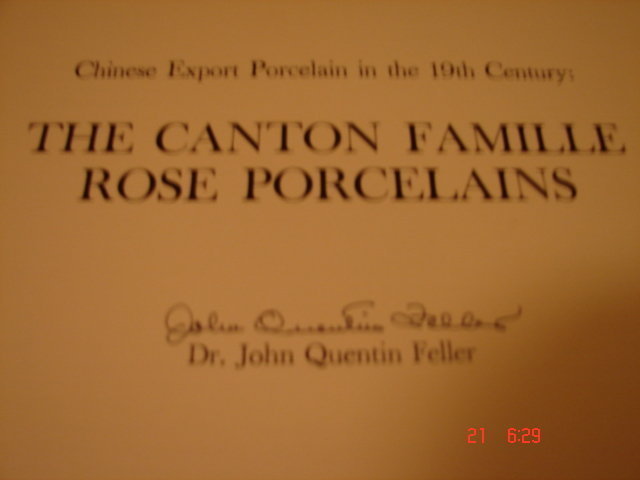 Chinese Export Porcelain in the 19th Century:
THE CANTON FAMILLE
ROSE PORCELAINS
John Quentin Feller
Dr. John Quentin Feller
21 6:29